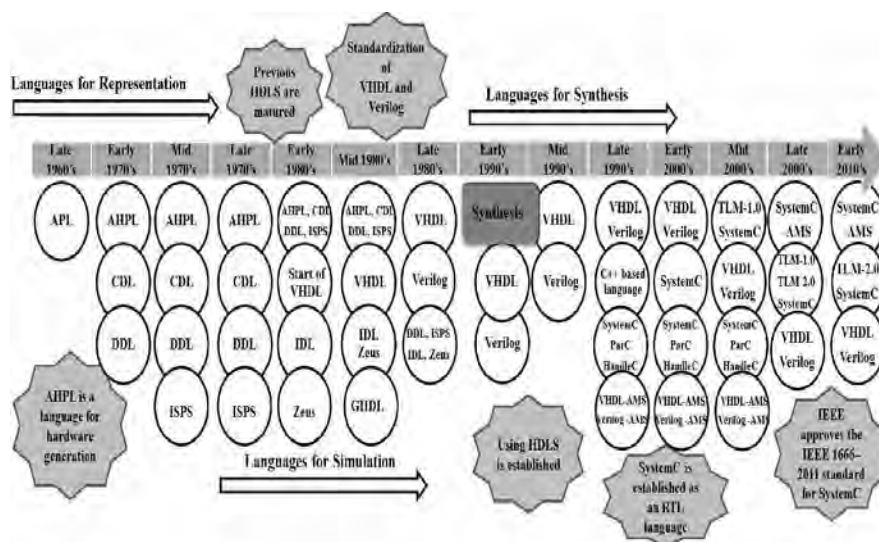 Languages for Representation
Previous
HDLS are
matured
Standardization
of
VHDL and
Verilog
Languages for Synthesis
Late
1960's
Early
1970's
Mid
1970's
Late
1970's
Early
1980's
Mid 1980's
Late
1980's
Early
1990's
Mid
1990's
Late
1990's
Early
2000's
Mid
2000's
Late
2000's
Early
2010's
APL
AHPL
CDL
DDL
AHPL
CDL
DDL
ISPS
AHPL
CDL
DDL
ISPS
AHPL, CDL
DDL, ISPS
Start of
VHDL
IDL
Zeus
AHPL, CDL
DDL, ISPS
VHDL
IDL
Zeus
GHDL
VHDL
Verilog
DDL, ISPS
IDL, Zeus
Synthesis
VHDL
Verilog
VHDL
Verilog
VHDL
Verilog
C++ based
language
SystemC
ParC
HandleC
VHDL-AMS
Verilog -AMS
VHDL
Verilog
SystemC
SystemC
ParC
HandleC
VHDL-AMS
Verilog -AMS
TLM-1.0
SystemC
VHDL
Verilog
SystemC
ParC
HandleC
VHDL-AMS
Verilog -AMS
SystemC
-AMS
TLM-1.0
TLM 2.0
SystemC
VHDL
Verilog
SystemC
-AMS
TLM-2.0
SystemC
VHDL
Verilog
AHPL is a
language for
hardware
generation
Languages for Simulation
Using HDLS
is established
SystemC is
established as
an RTL
language
IEEE
approves the
IEEE 1666–
2011 standard
for SystemC